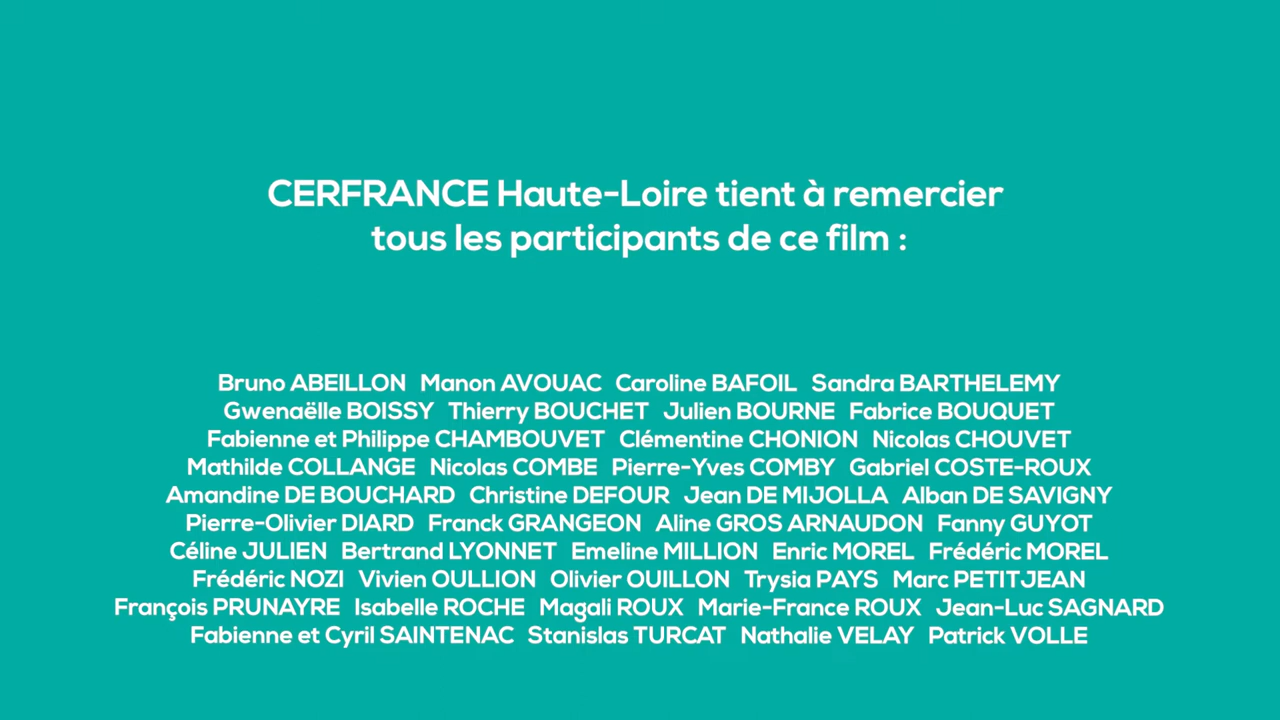 CERFRANCE Haute-Loire tient à remercier
tous les participants de ce film :
Bruno ABEILLON Manon AVOUAC Caroline BAFOIL Sandra BARTHELEMY
Gwenaëlle BOISSY Thierry BOUCHET Julien BOURNE Fabrice BOUQUET
Fabienne et Philippe CHAMBOUVET Clémentine CHONION Nicolas CHOUVET
Mathilde COLLANGE Nicolas COMBE Pierre-Yves COMBY Gabriel COSTE-ROUX
Amandine DE BOUCHARD Christine DEFOUR Jean DE MIJOLLA Alban DE SAVIGNY
Pierre-Olivier DIARD Franck GRANGEON Aline GROS ARNAUDON Fanny GUYOT
Céline JULIEN Bertrand LYONNET Emeline MILLION Enric MOREL Frédéric MOREL
Frédéric NOZI Vivien OULLION Olivier OUILLON Trysia PAYS Marc PETITJEAN
François PRUNAYRE Isabelle ROCHE Magali ROUX Marie-France ROUX Jean-Luc SAGNARD
Fabienne et Cyril SAINTENAC Stanislas TURCAT Nathalie VELAY Patrick VOLLE